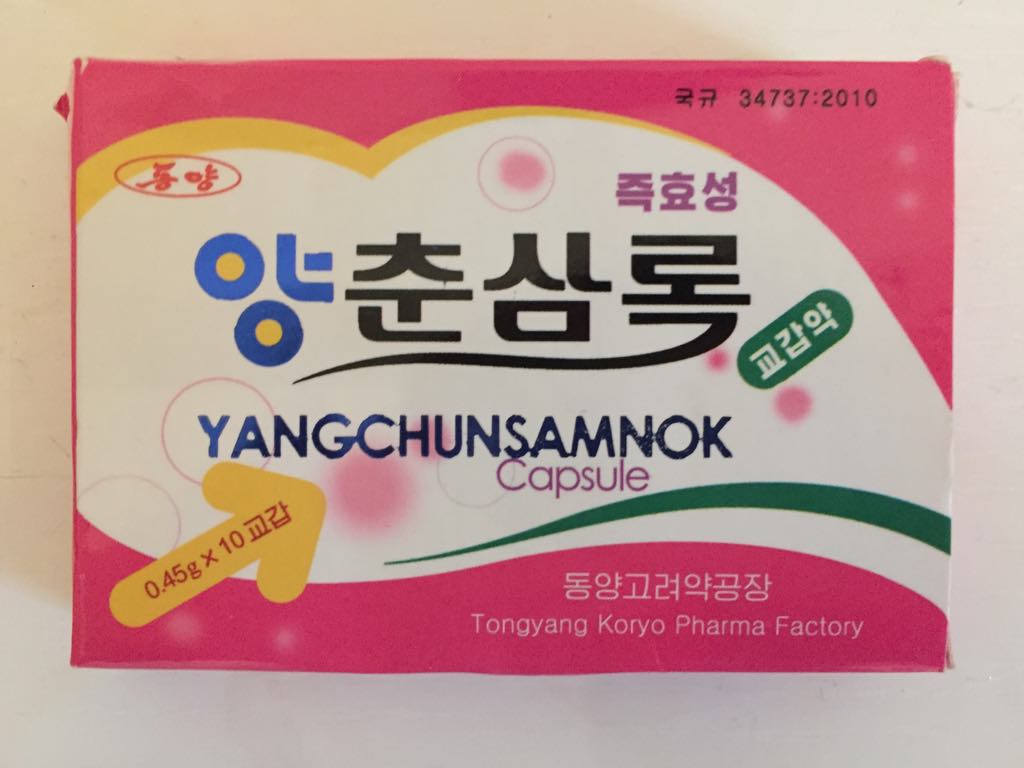 국규 34737:2010
동양
즉효성
양춘삼록
교갑약
YANGCHUNSAMNOK
Capsule
0.45g×10교갑
동양고려약공장
Tongyang Koryo Pharma Factory